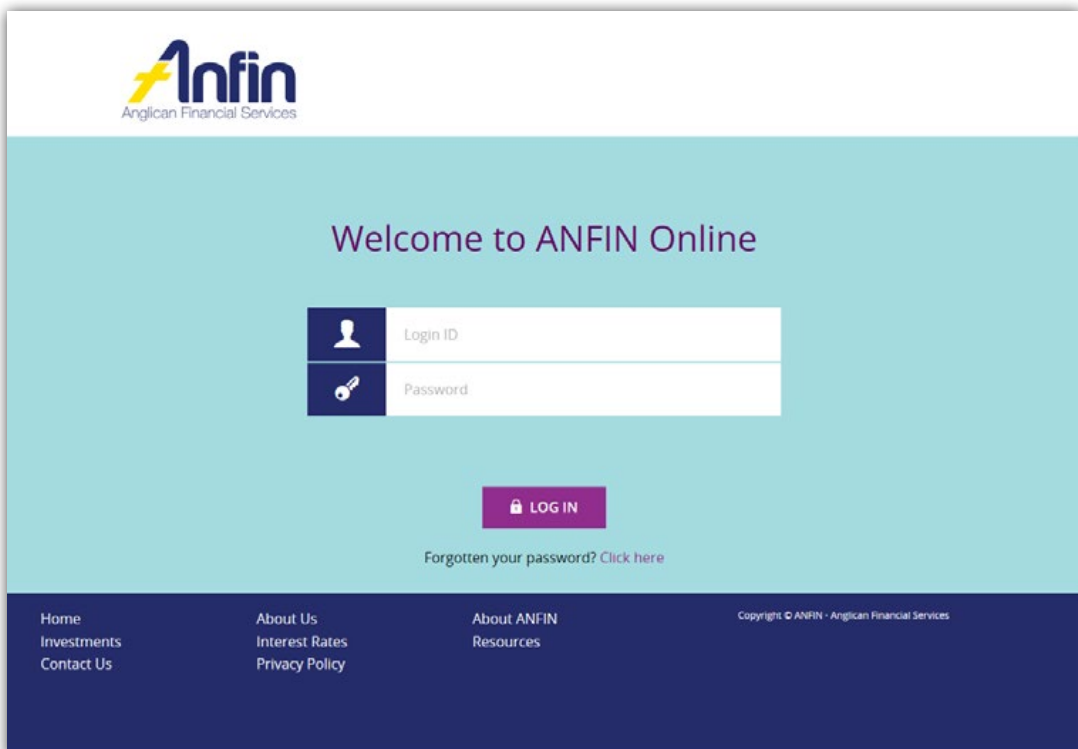 Anfin
Anglican Financial Services
Welcome to ANFIN Online
Login ID
Password
LOG IN
Forgotten your password? Click here
Home
Investments
Contact Us
About Us
Interest Rates
Privacy Policy
About ANFIN
Resources
Copyright © ANFIN - Anglican Financial Services